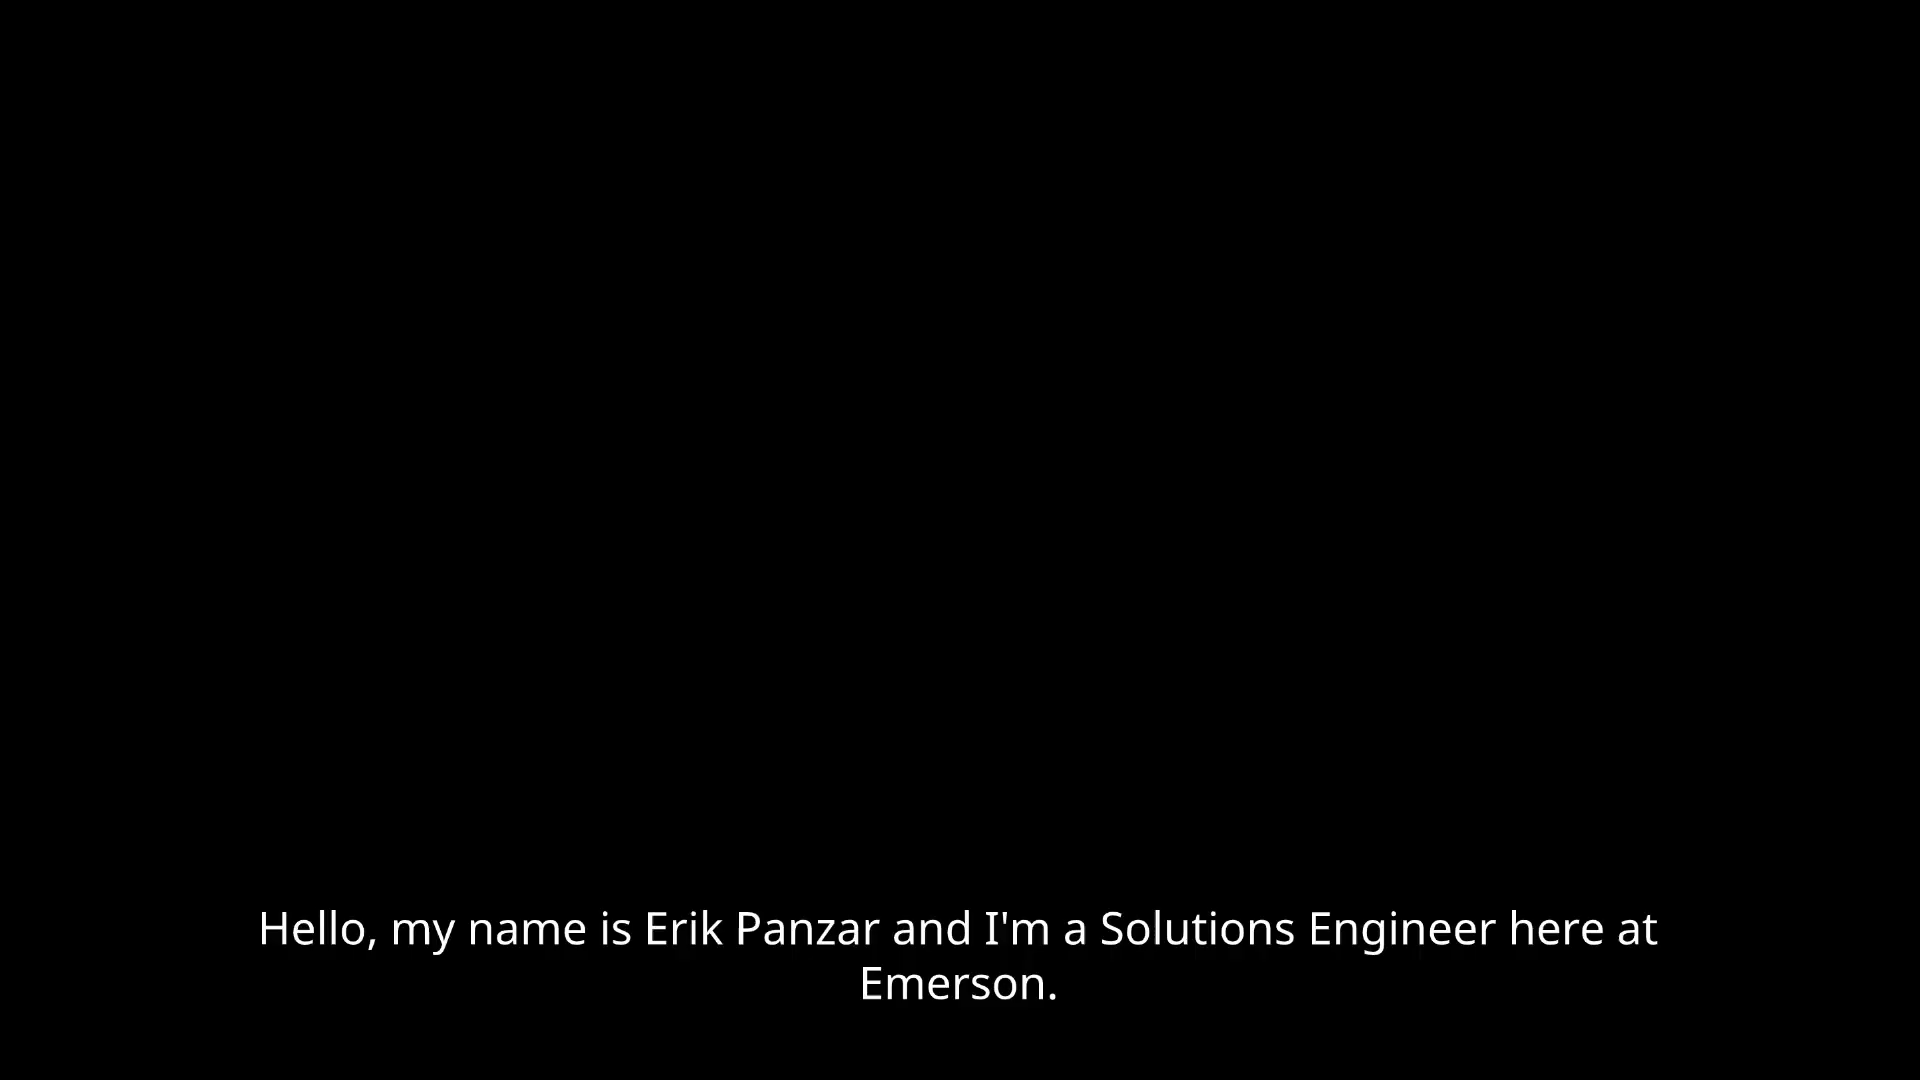 Hello, my name is Erik Panzar and I'm a Solutions Engineer here at
Emerson.